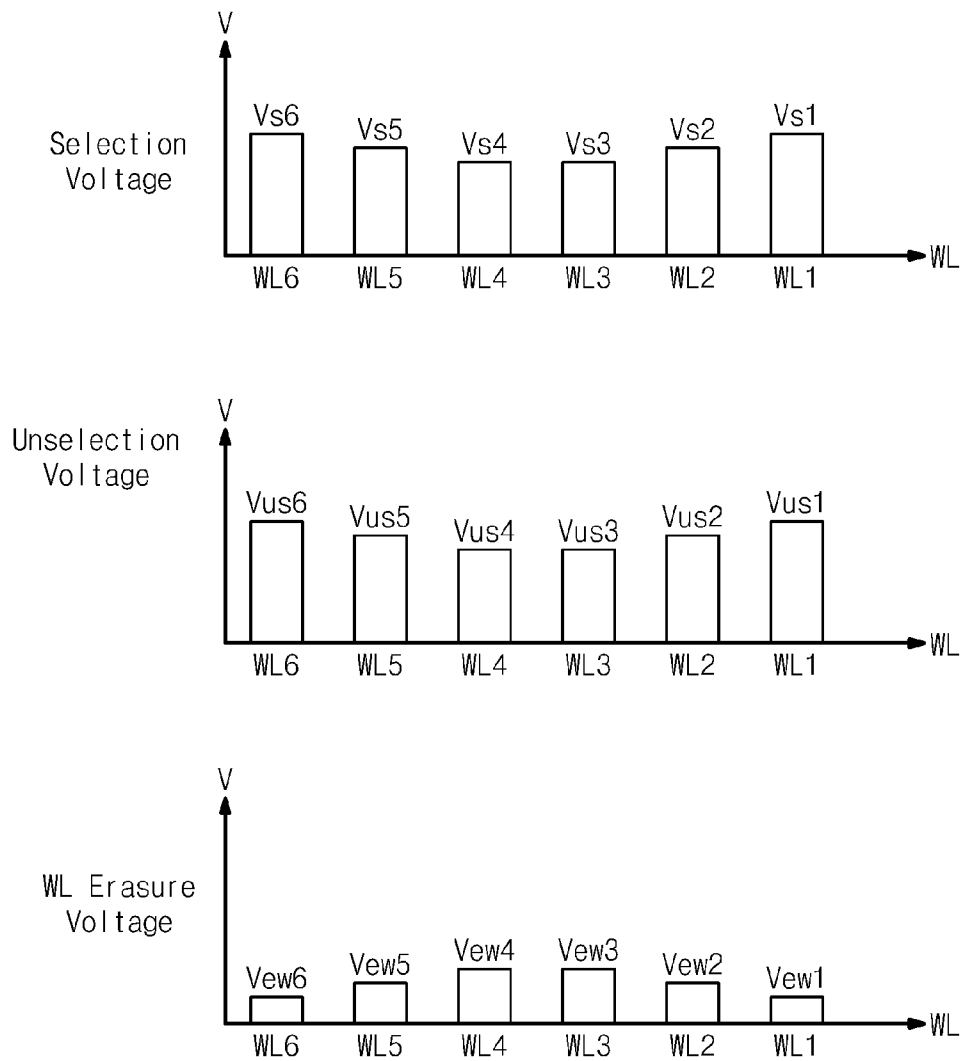 V
Selection
Voltage
Vs6 Vs5 Vs4 Vs3 Vs2 Vs1
WL
WL6 WL5 WL4 WL3 WL2 WL1
V
Unselection
Voltage
Vus6 Vus5 Vus4 Vus3 Vus2 Vus1
WL
WL6 WL5 WL4 WL3 WL2 WL1
V
WL Erasure
Voltage
Vew6 Vew5 Vew4 Vew3 Vew2 Vew1
WL
WL6 WL5 WL4 WL3 WL2 WL1